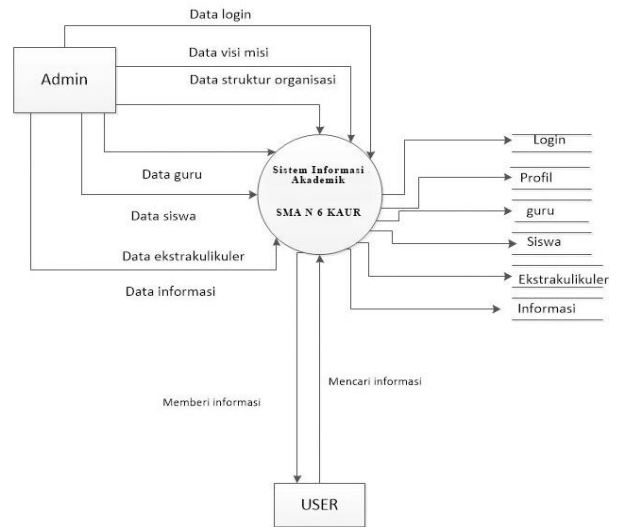 Data login
Data visi misi
Admin
Data struktur organisasi
Login
Sistem Informasi
Akademik
Data guru
Profil
SMA N 6 KAUR
guru
Data siswa
Siswa
Data ekstrakulikuler
Ekstrakulikuler
Data informasi
Informasi
Mencari informasi
Memberi informasi
USER